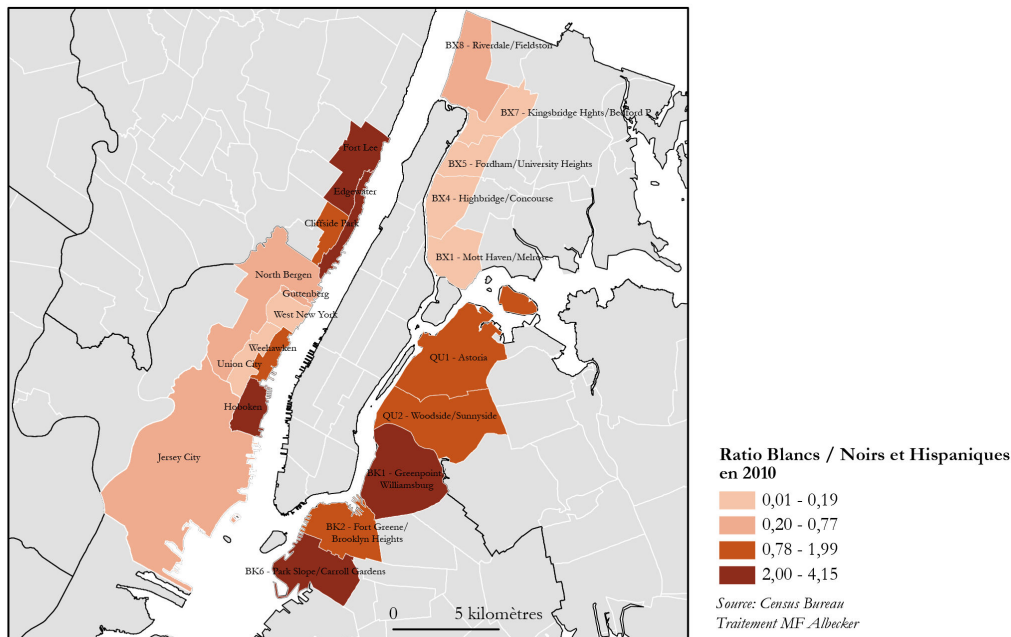 BX8 - Riverdale/Fieldston
BX7 - Kingsbridge Hghts/Bedford P
BX5 - Fordham/University Heights
BX4 - Highbridge/Concourse
BX1 - Mott Haven/Melrose
Fort Lee
Edgewater
Cliffside Park
North Bergen
Guttenberg
West New York
Weehawken
Union City
Hoboken
Jersey City
QU1 - Astoria
QU2 - Woodside/Sunnyside
BK1 - Greenpoint
Williamsburg
BK2 - Fort Greene/
Brooklyn Heights
BK6 - Park Slope/Carroll Gardens
0 5 kilomètres
Ratio Blancs / Noirs et Hispaniques
en 2010
0,01 - 0,19
0,20 - 0,77
0,78 - 1,99
2,00 - 4,15
Source: Census Bureau
Traitement MF Albecker